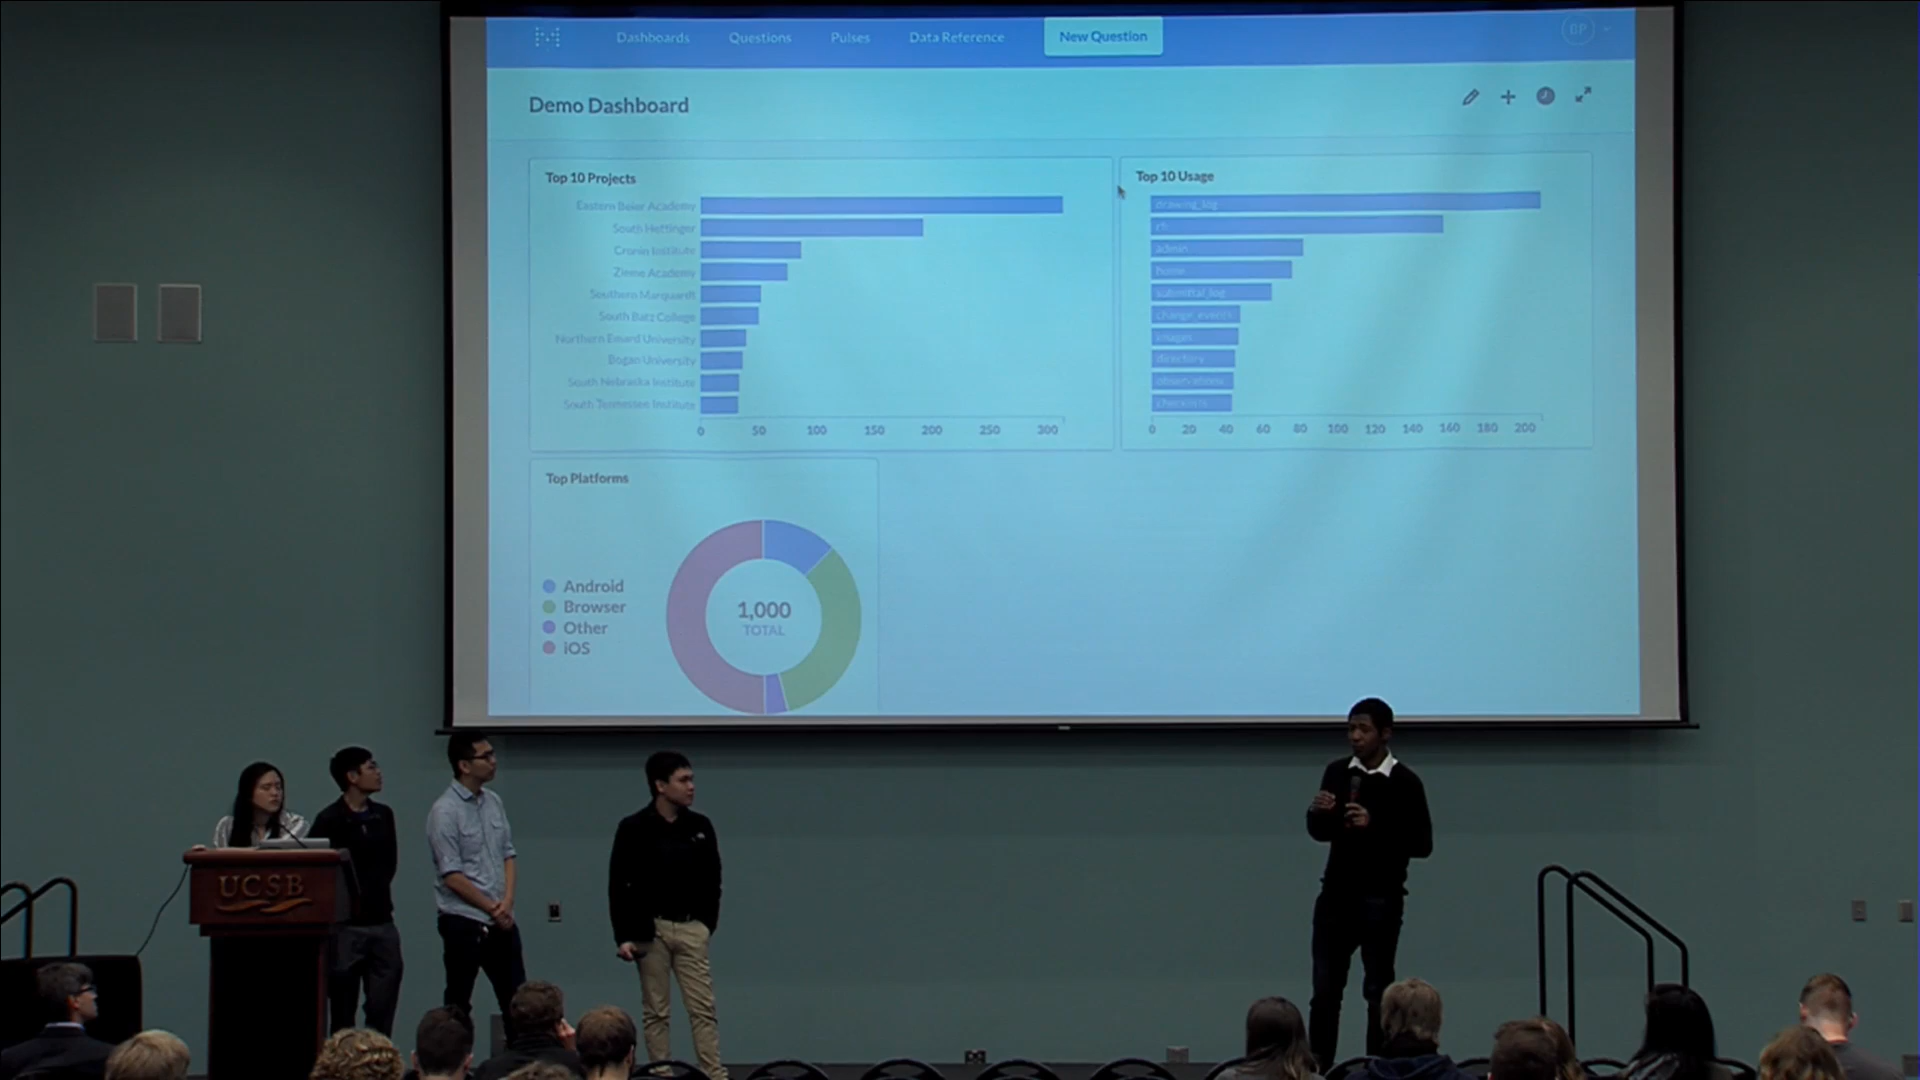 Dashboards Questions Pulses Data Reference New Question
Demo Dashboard
Top 10 Projects
Eastern Beier Academy
South Hettinger
Cronin Institute
Zieme Academy
Southern Marquardt
South Batz College
Northern Emard University
Bogan University
South Nebraska Institute
South Tennessee Institute
0 50 100 150 200 250 300
Top 10 Usage
drawing_log
rfi
admin
home
submittal_log
change_events
images
directory
observations
checklists
0 20 40 60 80 100 120 140 160 180 200
Top Platforms
Android
Browser
Other
iOS
1,000
TOTAL
UCSB